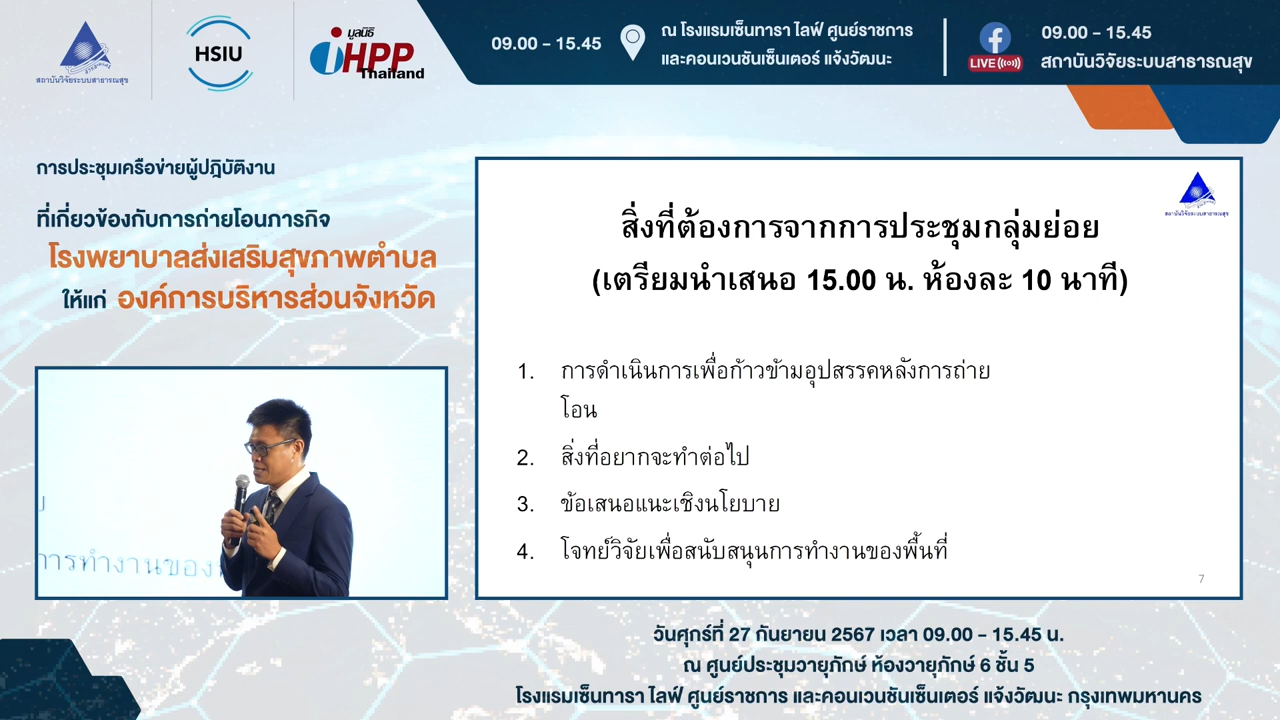 สถาบันวิจัยระบบสาธารณสุข
HSIU
มูลนิธิ
iHPP
Thailand
09.00 - 15.45
ณ โรงแรมเซ็นทารา ไลฟ์ ศูนย์ราชการ
และคอนเวนชันเซ็นเตอร์ แจ้งวัฒนะ
LIVE
09.00 - 15.45
สถาบันวิจัยระบบสาธารณสุข
การประชุมเครือข่ายผู้ปฎิบัติงาน
ที่เกี่ยวข้องกับการถ่ายโอนภารกิจ
โรงพยาบาลส่งเสริมสุขภาพตำบล
ให้แก่ องค์การบริหารส่วนจังหวัด
สถาบันวิจัยระบบสาธารณสุข
สิ่งที่ต้องการจากการประชุมกลุ่มย่อย
(เตรียมนำเสนอ 15.00 น. ห้องละ 10 นาที)
1. การดำเนินการเพื่อก้าวข้ามอุปสรรคหลังการถ่าย
โอน
2. สิ่งที่อยากจะทำต่อไป
3. ข้อเสนอแนะเชิงนโยบาย
4. โจทย์วิจัยเพื่อสนับสนุนการทำงานของพื้นที่
7
การทำงานของ
วันศุกร์ที่ 27 กันยายน 2567 เวลา 09.00 - 15.45 น.
ณ ศูนย์ประชุมวายุภักษ์ ห้องวายุภักษ์ 6 ชั้น 5
โรงแรมเซ็นทารา ไลฟ์ ศูนย์ราชการ และคอนเวนชันเซ็นเตอร์ แจ้งวัฒนะ กรุงเทพมหานคร